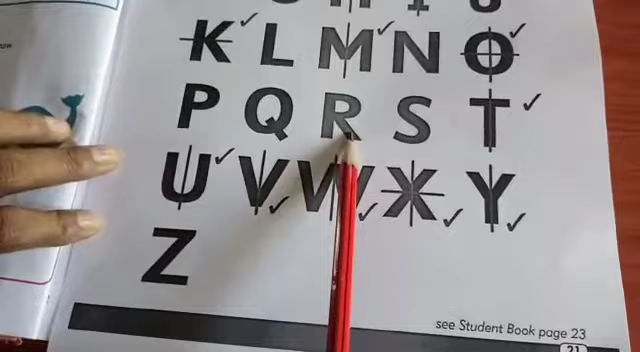 K L M N O
P Q R S T
U V W X Y
Z
see Student Book page 23
21